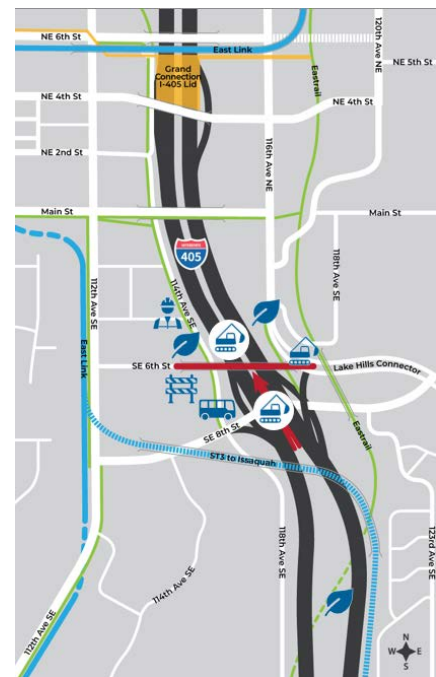 120th Ave NE
NE 6th St
East Link
Grand
Connection
I-405 Lid
Eastrail
NE 5th St
NE 4th St
NE 4th St
NE 2nd St
116th Ave NE
Main St
Main St
405
112th Ave SE
114th Ave SE
118th Ave SE
East Link
SE 6th St
Lake Hills Connector
SE 8th St
Eastrail
ST3 to Issaquah
118th Ave SE
123rd Ave SE
114th Ave SE
112th Ave SE
N
W E
S